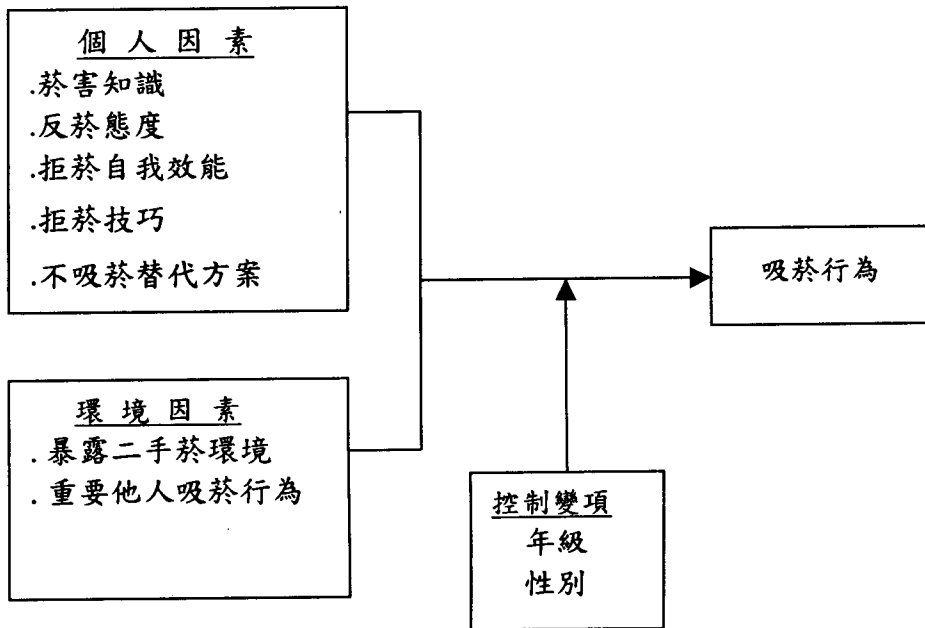 個人因素
.菸害知識
.反菸態度
.拒菸自我效能
.拒菸技巧
.不吸菸替代方案
吸菸行為
環境因素
.暴露二手菸環境
.重要他人吸菸行為
控制變項
年級
性別